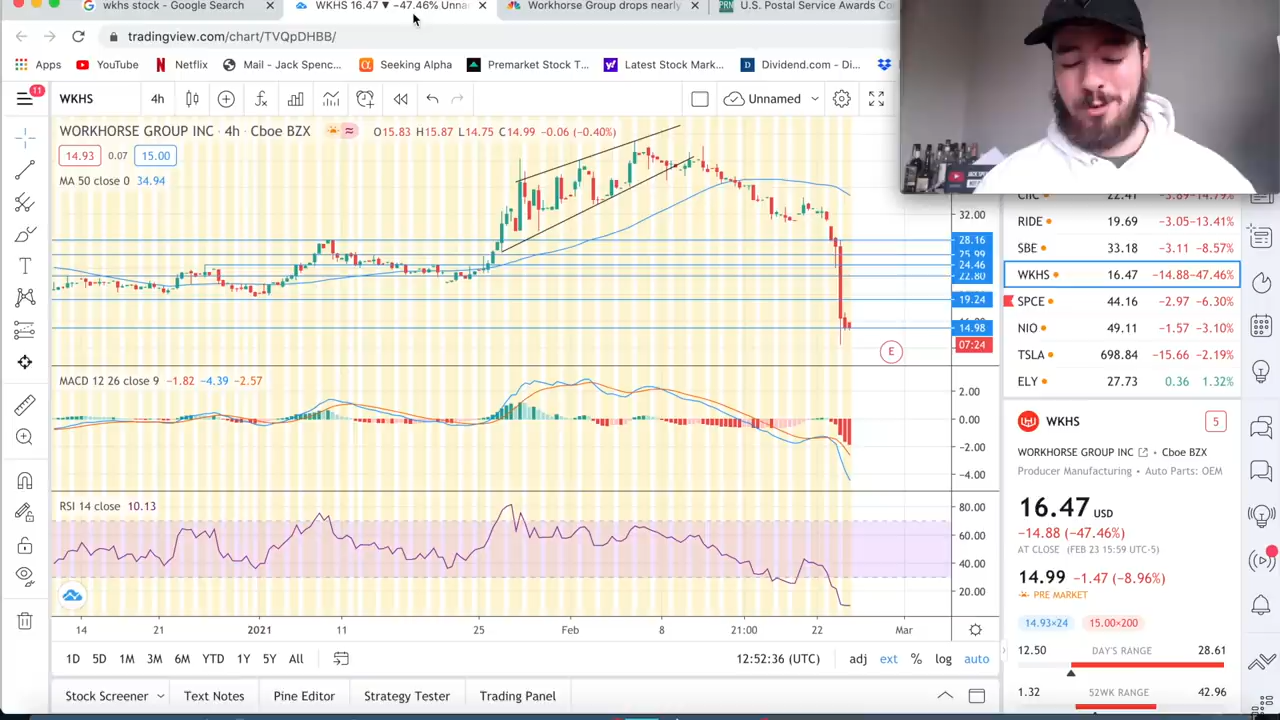 wkhs stock - Google Search
WKHS 16.47 ▼ −47.46% Unna
Workhorse Group drops nearly
PRN
U.S. Postal Service Awards Co
tradingview.com/chart/TVQpDHBB/
Apps
YouTube
Netflix
Mail - Jack Spenc...
Seeking Alpha
Premarket Stock T...
Latest Stock Mark...
Dividend.com - Di...
11
WKHS
4h
Unnamed
WORKHORSE GROUP INC · 4h · Cboe BZX
O15.83 H15.87 L14.75 C14.99 −0.06 (−0.40%)
14.93 0.07 15.00
MA 50 close 0 34.94
32.00
28.16
25.99
24.46
22.80
19.24
14.98
07:24
E
MACD 12 26 close 9 −1.82 −4.39 −2.57
2.00
0.00
−2.00
−4.00
RSI 14 close 10.13
80.00
60.00
40.00
20.00
14 21 2021 11 25 Feb 8 21:00 22 Mar
1D 5D 1M 3M 6M YTD 1Y 5Y All
12:52:36 (UTC)
adj ext % log auto
Stock Screener
Text Notes
Pine Editor
Strategy Tester
Trading Panel
RIDE 19.69 −3.05 −13.41%
SBE 33.18 −3.11 −8.57%
WKHS 16.47 −14.88 −47.46%
SPCE 44.16 −2.97 −6.30%
NIO 49.11 −1.57 −3.10%
TSLA 698.84 −15.66 −2.19%
ELY 27.73 0.36 1.32%
WKHS
5
WORKHORSE GROUP INC · Cboe BZX
Producer Manufacturing · Auto Parts: OEM
16.47 USD
−14.88 (−47.46%)
AT CLOSE (FEB 23 15:59 UTC-5)
14.99 −1.47 (−8.96%)
PRE MARKET
14.93×24 15.00×200
12.50 DAY'S RANGE 28.61
1.32 52WK RANGE 42.96